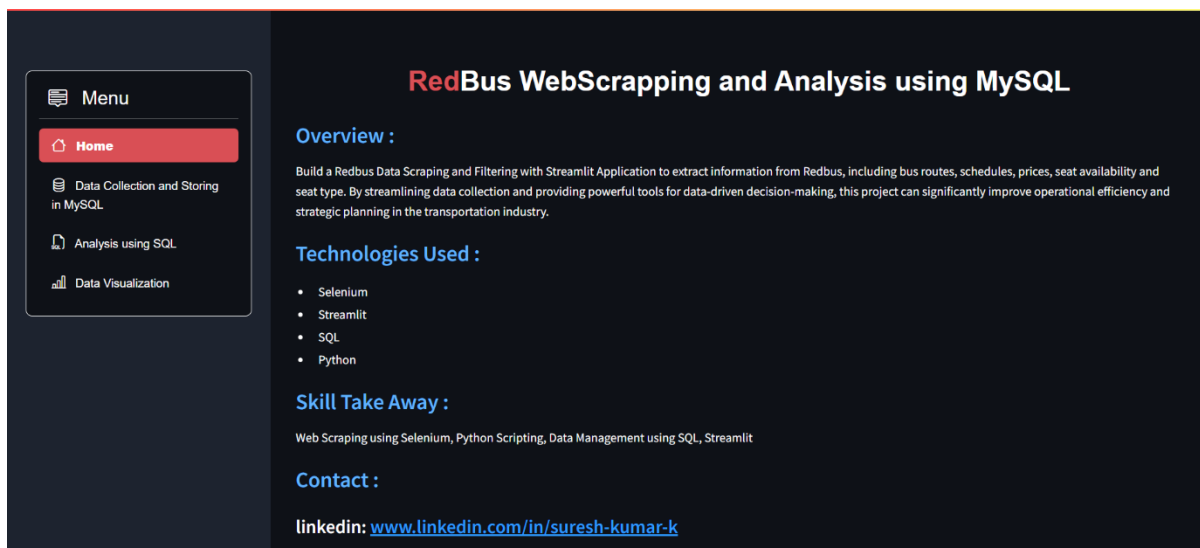 Menu
Home
Data Collection and Storing
in MySQL
Analysis using SQL
Data Visualization
RedBus WebScrapping and Analysis using MySQL
Overview :
Build a Redbus Data Scraping and Filtering with Streamlit Application to extract information from Redbus, including bus routes, schedules, prices, seat availability and
seat type. By streamlining data collection and providing powerful tools for data-driven decision-making, this project can significantly improve operational efficiency and
strategic planning in the transportation industry.
Technologies Used :
• Selenium
• Streamlit
• SQL
• Python
Skill Take Away :
Web Scraping using Selenium, Python Scripting, Data Management using SQL, Streamlit
Contact :
linkedin: www.linkedin.com/in/suresh-kumar-k